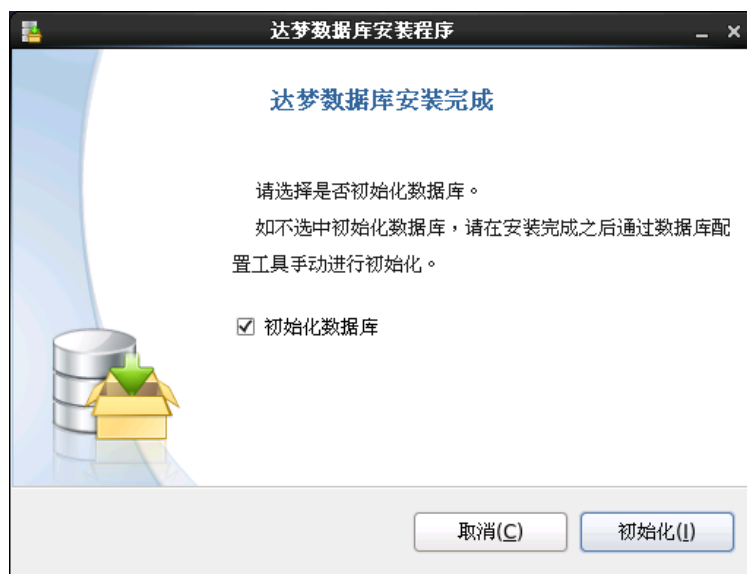 达梦数据库安装程序
达梦数据库安装完成
请选择是否初始化数据库。
如不选中初始化数据库，请在安装完成之后通过数据库配
置工具手动进行初始化。
初始化数据库
取消(C) 初始化(I)